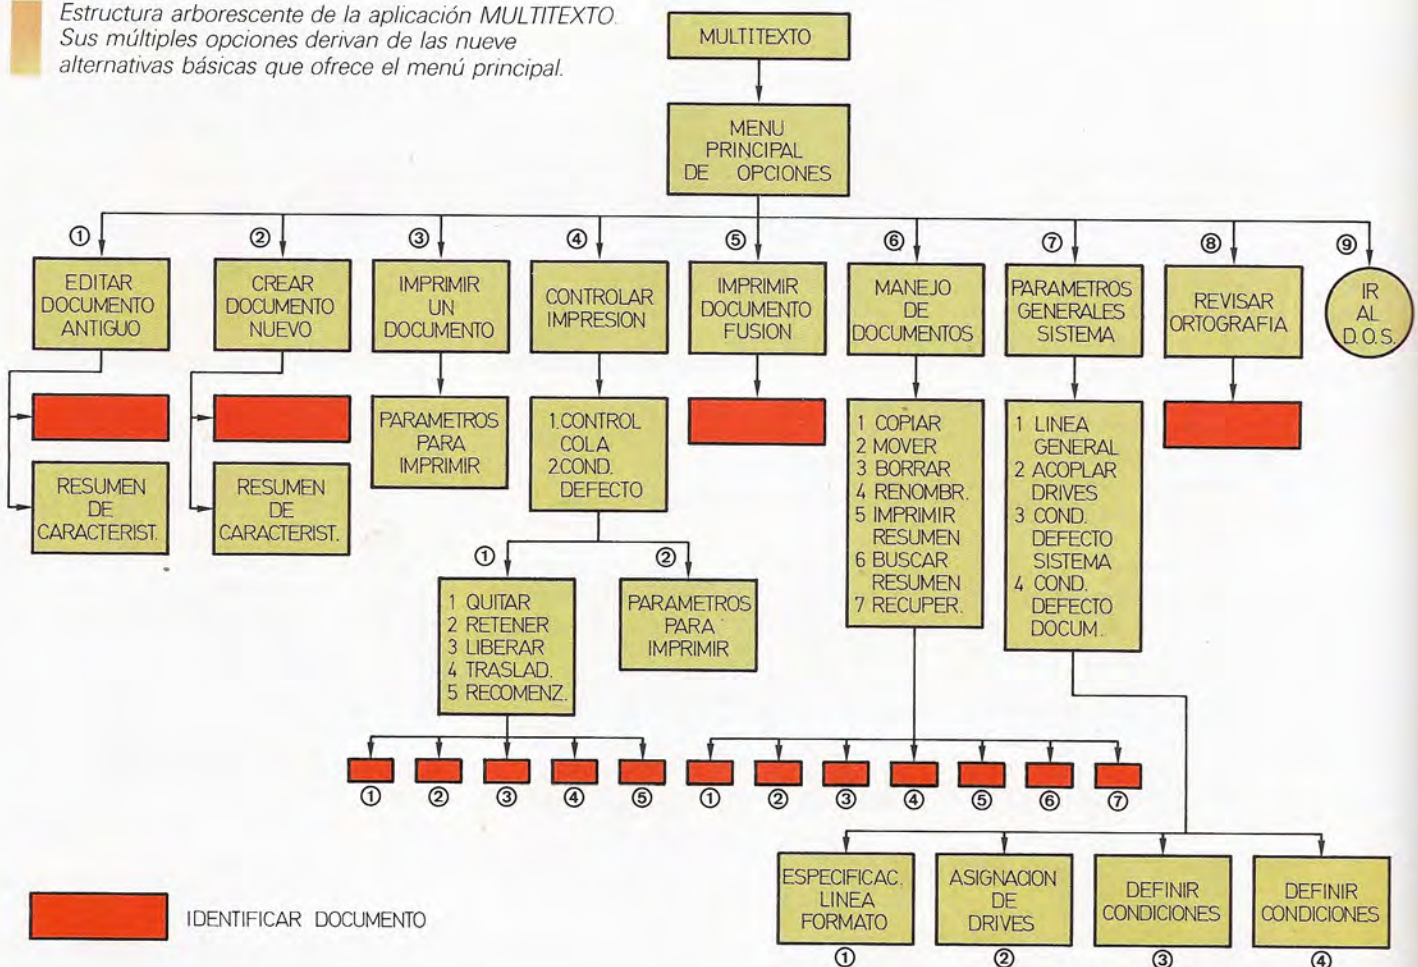 Estructura arborescente de la aplicación MULTITEXTO.
Sus múltiples opciones derivan de las nueve
alternativas básicas que ofrece el menú principal.
MULTITEXTO
MENU
PRINCIPAL
DE OPCIONES
①
②
③
④
⑤
⑥
⑦
⑧
⑨
EDITAR
DOCUMENTO
ANTIGUO
CREAR
DOCUMENTO
NUEVO
IMPRIMIR
UN
DOCUMENTO
CONTROLAR
IMPRESION
IMPRIMIR
DOCUMENTO
FUSION
MANEJO
DE
DOCUMENTOS
PARAMETROS
GENERALES
SISTEMA
REVISAR
ORTOGRAFIA
IR
AL
D.O.S.
RESUMEN
DE
CARACTERIST.
RESUMEN
DE
CARACTERIST.
PARAMETROS
PARA
IMPRIMIR
1.CONTROL
COLA
2.COND.
DEFECTO
1 COPIAR
2 MOVER
3 BORRAR
4 RENOMBR.
5 IMPRIMIR
RESUMEN
6 BUSCAR
RESUMEN
7 RECUPER.
1 LINEA
GENERAL
2 ACOPLAR
DRIVES
3 COND.
DEFECTO
SISTEMA
4 COND.
DEFECTO
DOCUM.
①
②
1 QUITAR
2 RETENER
3 LIBERAR
4 TRASLAD.
5 RECOMENZ.
PARAMETROS
PARA
IMPRIMIR
①
②
③
④
⑤
①
②
③
④
⑤
⑥
⑦
ESPECIFICAC.
LINEA
FORMATO
①
ASIGNACION
DE
DRIVES
②
DEFINIR
CONDICIONES
③
DEFINIR
CONDICIONES
④
IDENTIFICAR DOCUMENTO